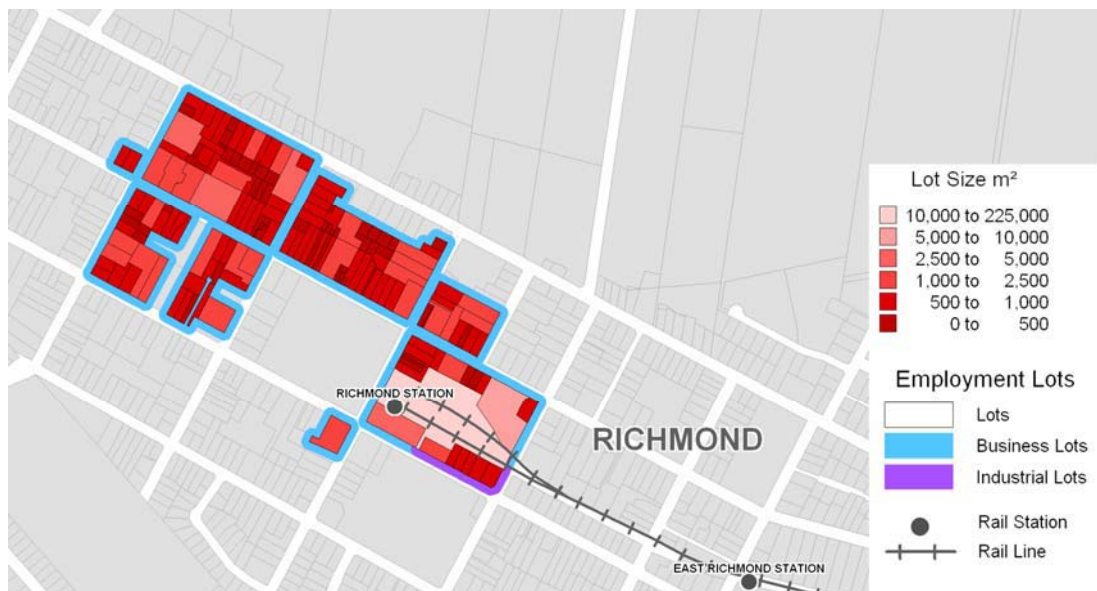 Lot Size m²
10,000 to 225,000
5,000 to 10,000
2,500 to 5,000
1,000 to 2,500
500 to 1,000
0 to 500
RICHMOND STATION
Employment Lots
Lots
RICHMOND
Business Lots
Industrial Lots
Rail Station
Rail Line
EAST RICHMOND STATION